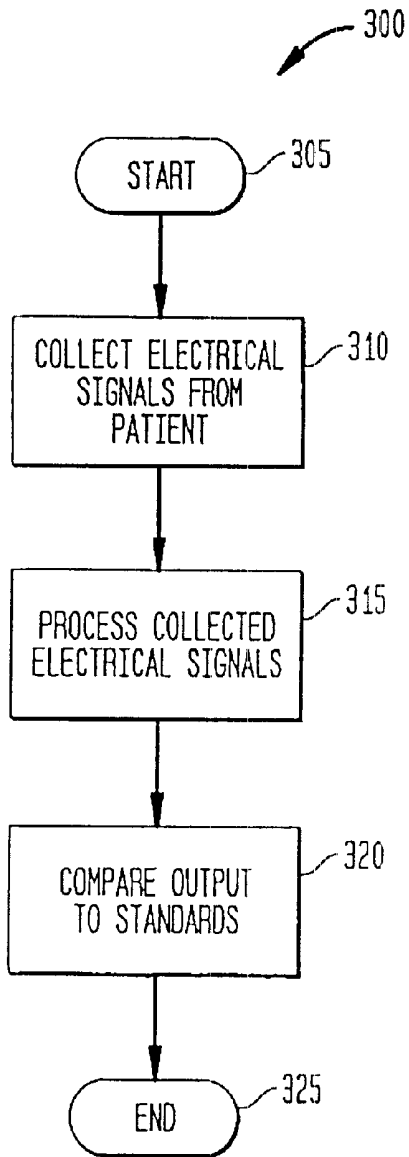 300
START
305
COLLECT ELECTRICAL
SIGNALS FROM
PATIENT
310
PROCESS COLLECTED
ELECTRICAL SIGNALS
315
COMPARE OUTPUT
TO STANDARDS
320
END
325